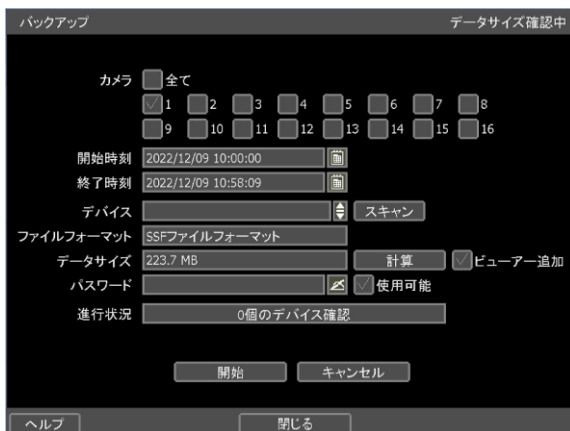 バックアップ データサイズ確認中
カメラ 全て
1 2 3 4 5 6 7 8
9 10 11 12 13 14 15 16
開始時刻 2022/12/09 10:00:00
終了時刻 2022/12/09 10:58:09
デバイス スキャン
ファイルフォーマット SSFファイルフォーマット
データサイズ 223.7 MB 計算 ビューアー追加
パスワード 使用可能
進行状況 0個のデバイス確認
開始 キャンセル
ヘルプ 閉じる